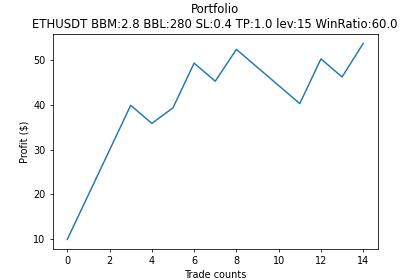 Portfolio
ETHUSDT BBM:2.8 BBL:280 SL:0.4 TP:1.0 lev:15 WinRatio:60.0
Profit ($)
50
40
30
20
10
0 2 4 6 8 10 12 14
Trade counts